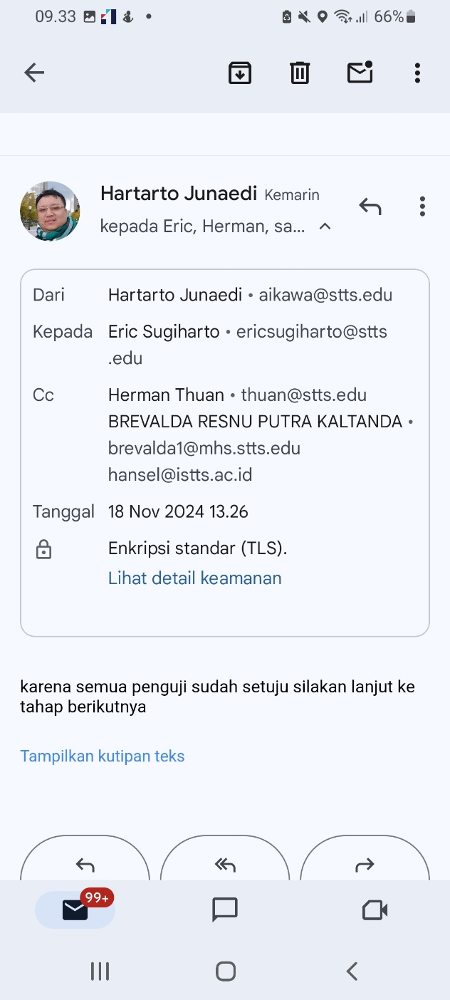 09.33
66%
Hartarto Junaedi Kemarin
kepada Eric, Herman, sa...
Dari Hartarto Junaedi • aikawa@stts.edu
Kepada Eric Sugiharto • ericsugiharto@stts
.edu
Cc Herman Thuan • thuan@stts.edu
BREVALDA RESNU PUTRA KALTANDA •
brevalda1@mhs.stts.edu
hansel@istts.ac.id
Tanggal 18 Nov 2024 13.26
Enkripsi standar (TLS).
Lihat detail keamanan
karena semua penguji sudah setuju silakan lanjut ke
tahap berikutnya
Tampilkan kutipan teks
99+